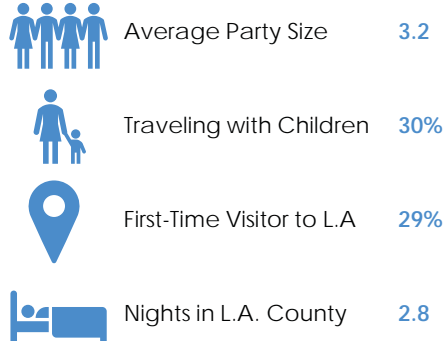 Average Party Size 3.2
Traveling with Children 30%
First-Time Visitor to L.A 29%
Nights in L.A. County 2.8